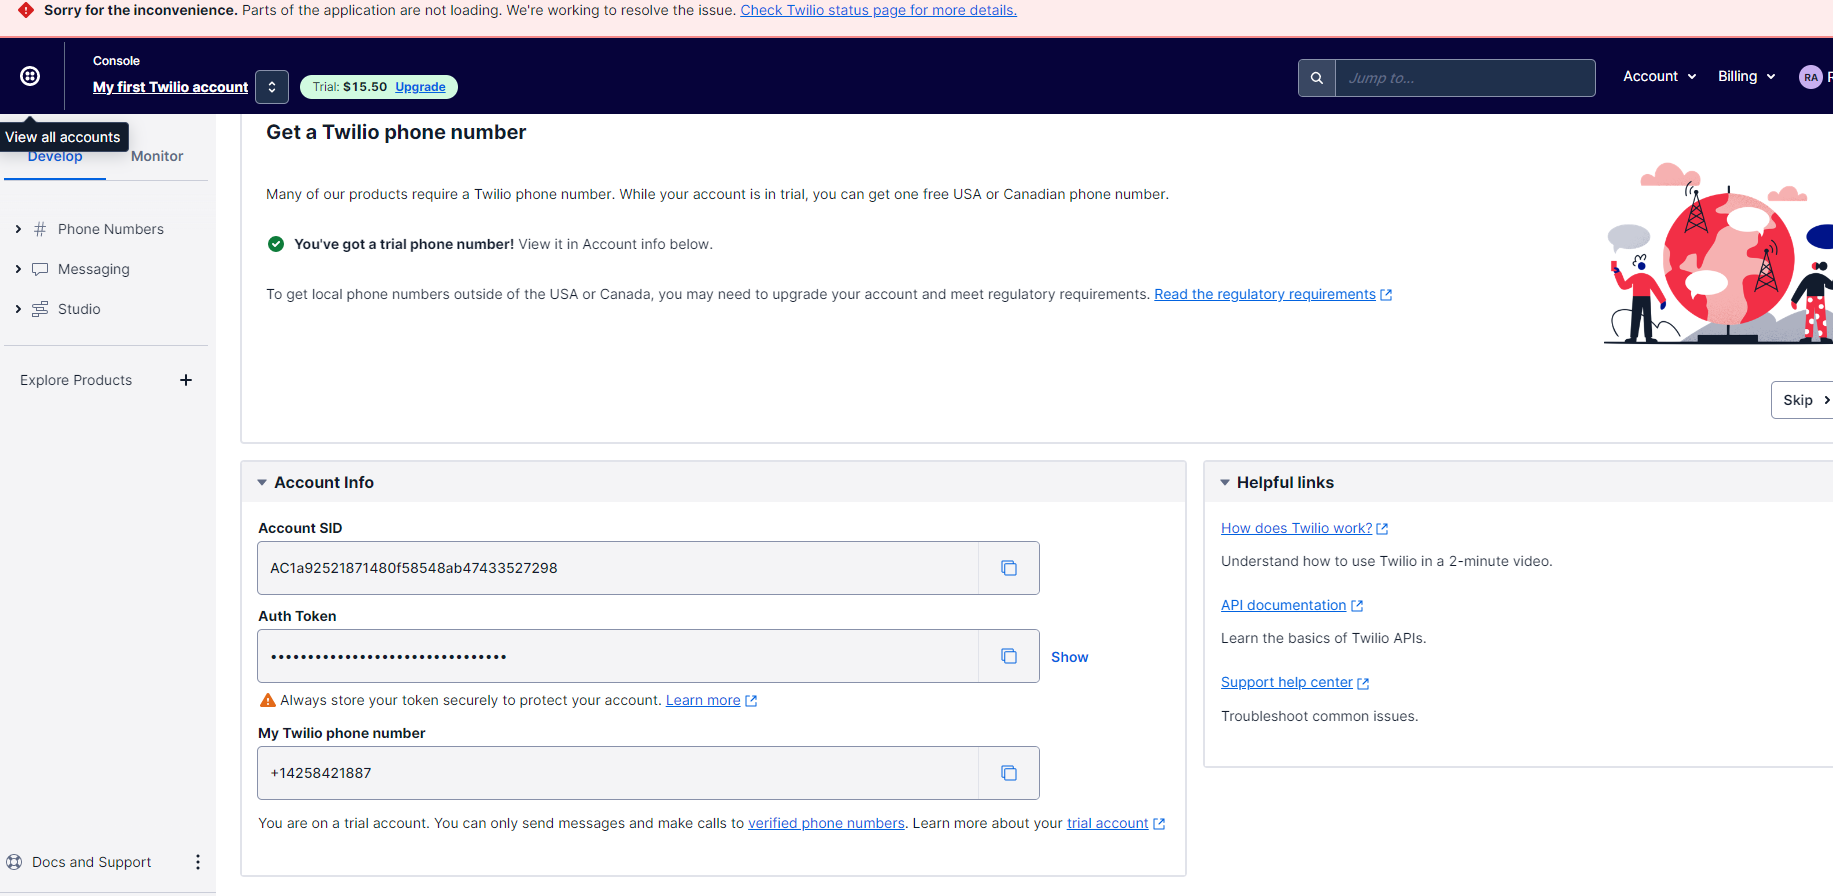 Sorry for the inconvenience. Parts of the application are not loading. We're working to resolve the issue. Check Twilio status page for more details.
Console
My first Twilio account
Trial: $15.50 Upgrade
Jump to...
Account
Billing
RA
View all accounts
Develop
Monitor
Phone Numbers
Messaging
Studio
Explore Products
Docs and Support
Get a Twilio phone number
Many of our products require a Twilio phone number. While your account is in trial, you can get one free USA or Canadian phone number.
You've got a trial phone number! View it in Account info below.
To get local phone numbers outside of the USA or Canada, you may need to upgrade your account and meet regulatory requirements. Read the regulatory requirements
Skip
Account Info
Account SID
AC1a92521871480f58548ab47433527298
Auth Token
••••••••••••••••••••••••••••••••
Show
Always store your token securely to protect your account. Learn more
My Twilio phone number
+14258421887
You are on a trial account. You can only send messages and make calls to verified phone numbers. Learn more about your trial account
Helpful links
How does Twilio work?
Understand how to use Twilio in a 2-minute video.
API documentation
Learn the basics of Twilio APIs.
Support help center
Troubleshoot common issues.